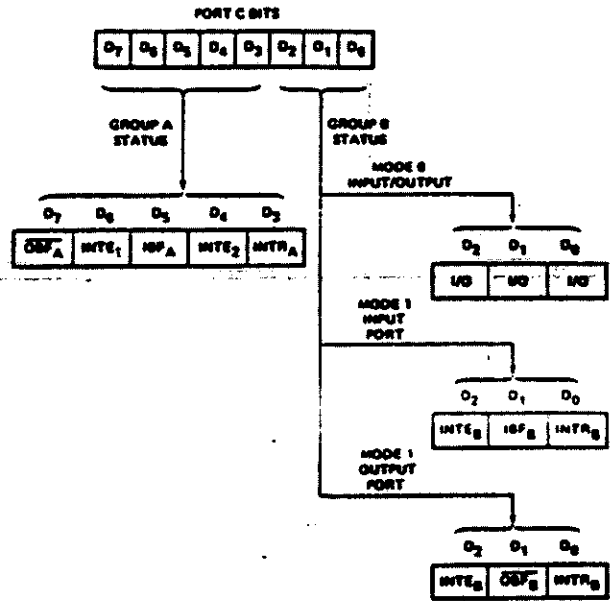 PORT C BITS
D7 D6 D5 D4 D3 D2 D1 D0
GROUP A
STATUS
GROUP B
STATUS
MODE 0
INPUT/OUTPUT
D7 D6 D5 D4 D3
OBF̅A INTE1 IBFA INTE2 INTRA
D2 D1 D0
I/O I/O I/O
MODE 1
INPUT
PORT
D2 D1 D0
INTEB IBFB INTRB
MODE 1
OUTPUT
PORT
D2 D1 D0
INTEB OBF̅B INTRB